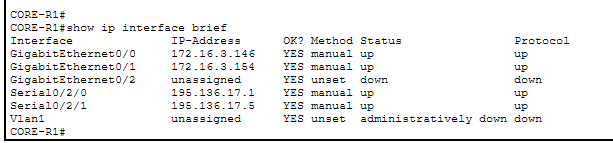 CORE-R1#
CORE-R1#show ip interface brief
Interface IP-Address OK? Method Status Protocol
GigabitEthernet0/0 172.16.3.146 YES manual up up
GigabitEthernet0/1 172.16.3.154 YES manual up up
GigabitEthernet0/2 unassigned YES unset down down
Serial0/2/0 195.136.17.1 YES manual up up
Serial0/2/1 195.136.17.5 YES manual up up
Vlan1 unassigned YES unset administratively down down
CORE-R1#